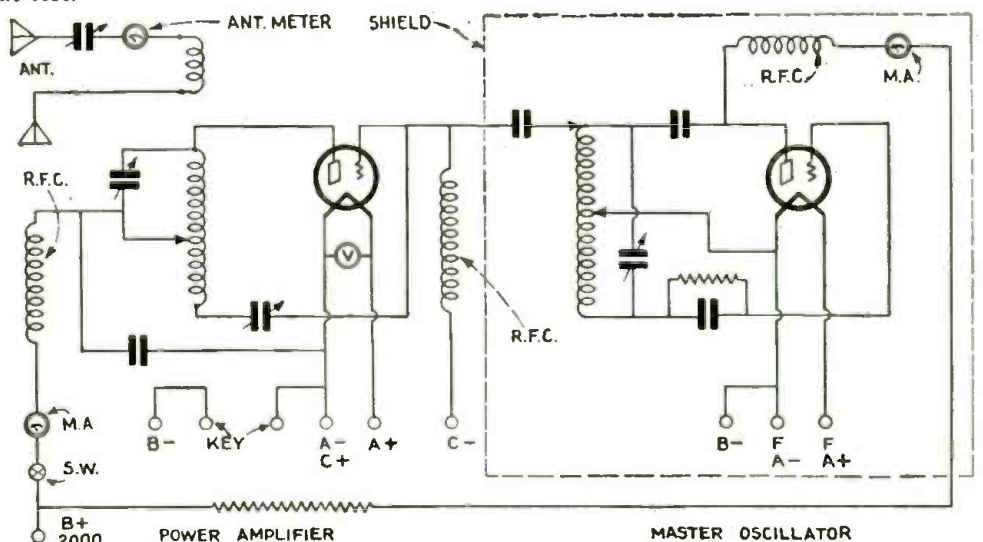 ANT. METER
SHIELD
ANT.
R.F.C.
M.A.
R.F.C.
V
R.F.C.
M.A
B-
KEY
A-
C+
A+
C-
B-
F
A-
F
A+
S.W.
B+
2000
POWER AMPLIFIER
MASTER OSCILLATOR